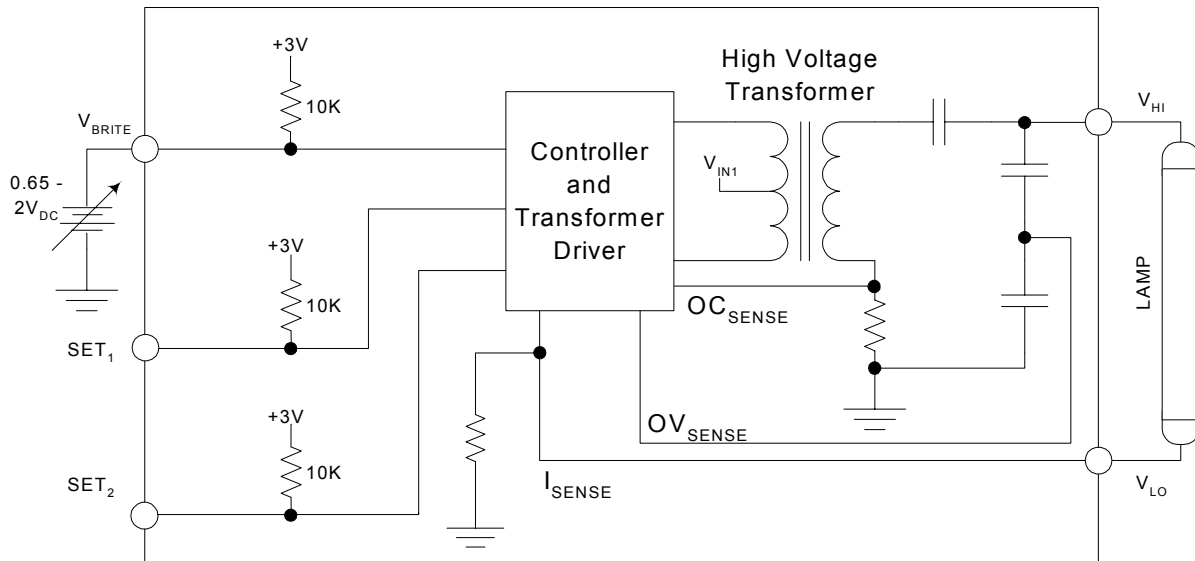 +3V
10K
V_BRITE
0.65 -
2V_DC
+3V
10K
SET_1
+3V
10K
SET_2
Controller
and
Transformer
Driver
High Voltage
Transformer
V_IN1
OC_SENSE
OV_SENSE
I_SENSE
V_HI
LAMP
V_LO